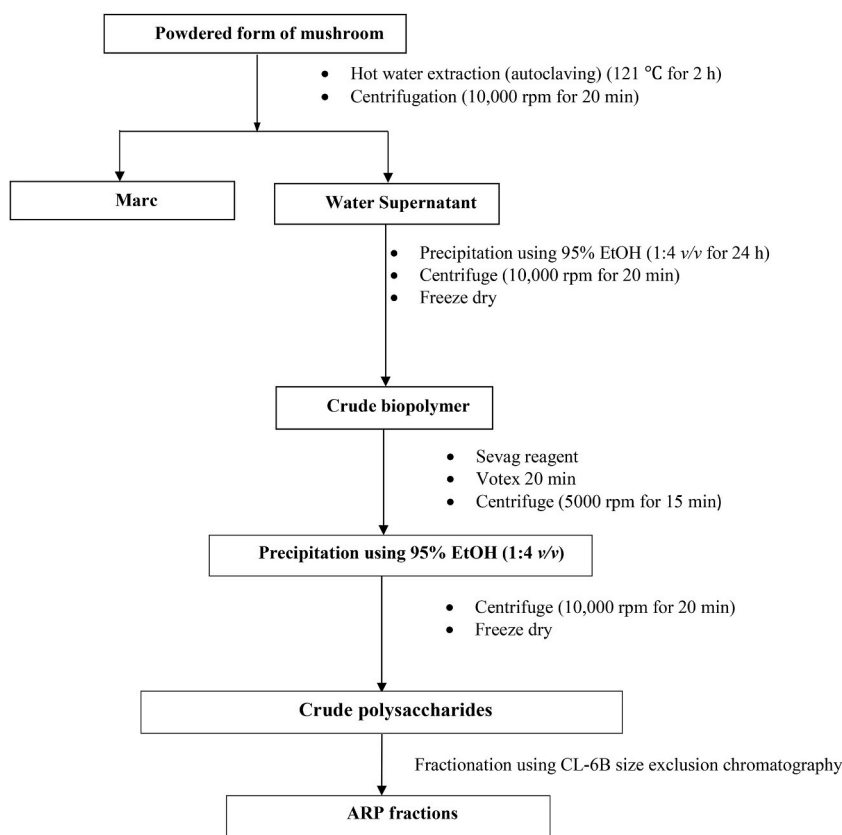 Powdered form of mushroom
• Hot water extraction (autoclaving) (121 ℃ for 2 h)
• Centrifugation (10,000 rpm for 20 min)
Marc
Water Supernatant
• Precipitation using 95% EtOH (1:4 v/v for 24 h)
• Centrifuge (10,000 rpm for 20 min)
• Freeze dry
Crude biopolymer
• Sevag reagent
• Votex 20 min
• Centrifuge (5000 rpm for 15 min)
Precipitation using 95% EtOH (1:4 v/v)
• Centrifuge (10,000 rpm for 20 min)
• Freeze dry
Crude polysaccharides
Fractionation using CL-6B size exclusion chromatography
ARP fractions